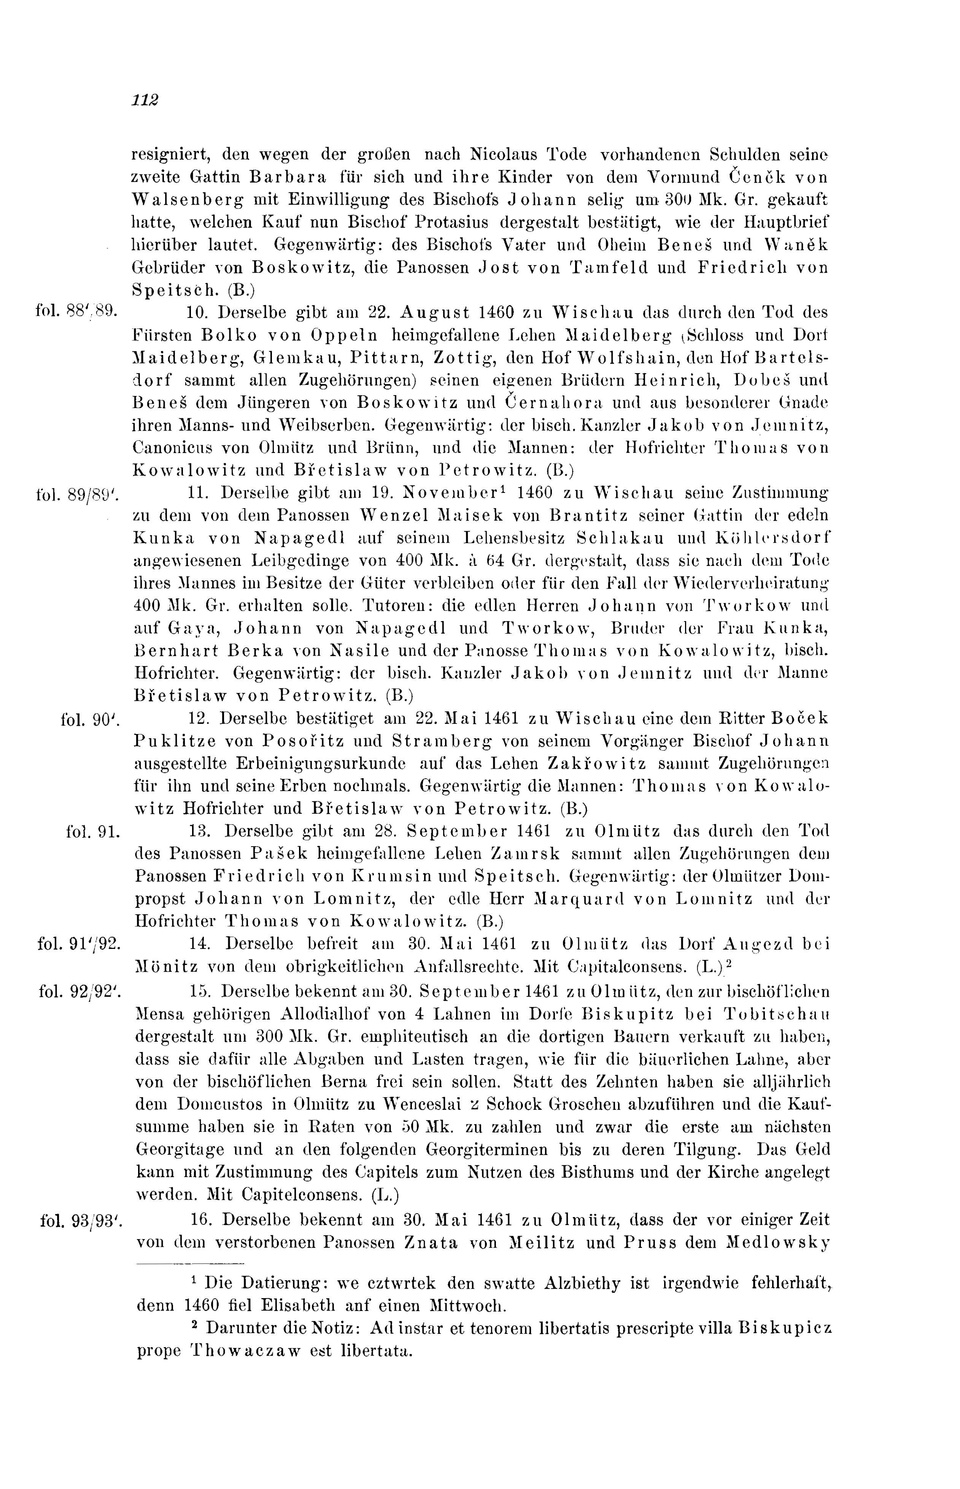 112
resigniert, den wegen der großen nach Nicolaus Tode vorhandenen Schulden seine
zweite Gattin Barbara für sich und ihre Kinder von dem Vormund Čeněk von
Walsenberg mit Einwilligung des Bischofs Johann selig um 300 Mk. Gr. gekauft
hatte, welchen Kauf nun Bischof Protasius dergestalt bestätigt, wie der Hauptbrief
hierüber lautet. Gegenwärtig: des Bischofs Vater und Oheim Beneš und Waněk
Gebrüder von Boskowitz, die Panossen Jost von Tamfeld und Friedrich von
Speitsch. (B.)
fol. 88′/89. 10. Derselbe gibt am 22. August 1460 zu Wischau das durch den Tod des
Fürsten Bolko von Oppeln heimgefallene Lehen Maidelberg (Schloss und Dorf
Maidelberg, Glemkau, Pittarn, Zottig, den Hof Wolfshain, den Hof Bartels-
dorf sammt allen Zugehörungen) seinen eigenen Brüdern Heinrich, Dobeš und
Beneš dem Jüngeren von Boskowitz und Černahora und aus besonderer Gnade
ihren Manns- und Weibserben. Gegenwärtig: der bisch. Kanzler Jakob von Jemnitz,
Canonicus von Olmütz und Brünn, und die Mannen: der Hofrichter Thomas von
Kowalowitz und Břetislaw von Petrowitz. (B.)
fol. 89/89′. 11. Derselbe gibt am 19. November¹ 1460 zu Wischau seine Zustimmung
zu dem von dem Panossen Wenzel Maisek von Brantitz seiner Gattin der edeln
Kunka von Napagedl auf seinem Lehensbesitz Schlakau und Köhlersdorf
angewiesenen Leibgedinge von 400 Mk. à 64 Gr. dergestalt, dass sie nach dem Tode
ihres Mannes im Besitze der Güter verbleiben oder für den Fall der Wiederverheiratung
400 Mk. Gr. erhalten solle. Tutoren: die edlen Herren Johann von Tworkow und
auf Gaya, Johann von Napagedl und Tworkow, Bruder der Frau Kunka,
Bernhart Berka von Nasile und der Panosse Thomas von Kowalowitz, bisch.
Hofrichter. Gegenwärtig: der bisch. Kanzler Jakob von Jemnitz und der Manne
Břetislaw von Petrowitz. (B.)
fol. 90′. 12. Derselbe bestätiget am 22. Mai 1461 zu Wischau eine dem Ritter Boček
Puklitze von Posořitz und Stramberg von seinem Vorgänger Bischof Johann
ausgestellte Erbeinigungsurkunde auf das Lehen Zakřowitz sammt Zugehörungen
für ihn und seine Erben nochmals. Gegenwärtig die Mannen: Thomas von Kowalo-
witz Hofrichter und Břetislaw von Petrowitz. (B.)
fol. 91. 13. Derselbe gibt am 28. September 1461 zu Olmütz das durch den Tod
des Panossen Pašek heimgefallene Lehen Zamrsk sammt allen Zugehörungen dem
Panossen Friedrich von Krumsin und Speitsch. Gegenwärtig: der Olmützer Dom-
propst Johann von Lomnitz, der edle Herr Marquard von Lomnitz und der
Hofrichter Thomas von Kowalowitz. (B.)
fol. 91′/92. 14. Derselbe befreit am 30. Mai 1461 zu Olmütz das Dorf Augezd bei
Mönitz von dem obrigkeitlichen Anfallsrechte. Mit Capitalconsens. (L.)²
fol. 92/92′. 15. Derselbe bekennt am 30. September 1461 zu Olmütz, den zur bischöflichen
Mensa gehörigen Allodialhof von 4 Lahnen im Dorfe Biskupitz bei Tobitschau
dergestalt um 300 Mk. Gr. emphiteutisch an die dortigen Bauern verkauft zu haben,
dass sie dafür alle Abgaben und Lasten tragen, wie für die bäuerlichen Lahne, aber
von der bischöflichen Berna frei sein sollen. Statt des Zehnten haben sie alljährlich
dem Domcustos in Olmütz zu Wenceslai 2 Schock Groschen abzuführen und die Kauf-
summe haben sie in Raten von 50 Mk. zu zahlen und zwar die erste am nächsten
Georgitage und an den folgenden Georgiterminen bis zu deren Tilgung. Das Geld
kann mit Zustimmung des Capitels zum Nutzen des Bisthums und der Kirche angelegt
werden. Mit Capitelconsens. (L.)
fol. 93/93′. 16. Derselbe bekennt am 30. Mai 1461 zu Olmütz, dass der vor einiger Zeit
von dem verstorbenen Panossen Znata von Meilitz und Pruss dem Medlowsky
¹ Die Datierung: we cztwrtek den swatte Alzbiethy ist irgendwie fehlerhaft,
denn 1460 fiel Elisabeth anf einen Mittwoch.
² Darunter die Notiz: Ad instar et tenorem libertatis prescripte villa Biskupicz
prope Thowaczaw est libertata.